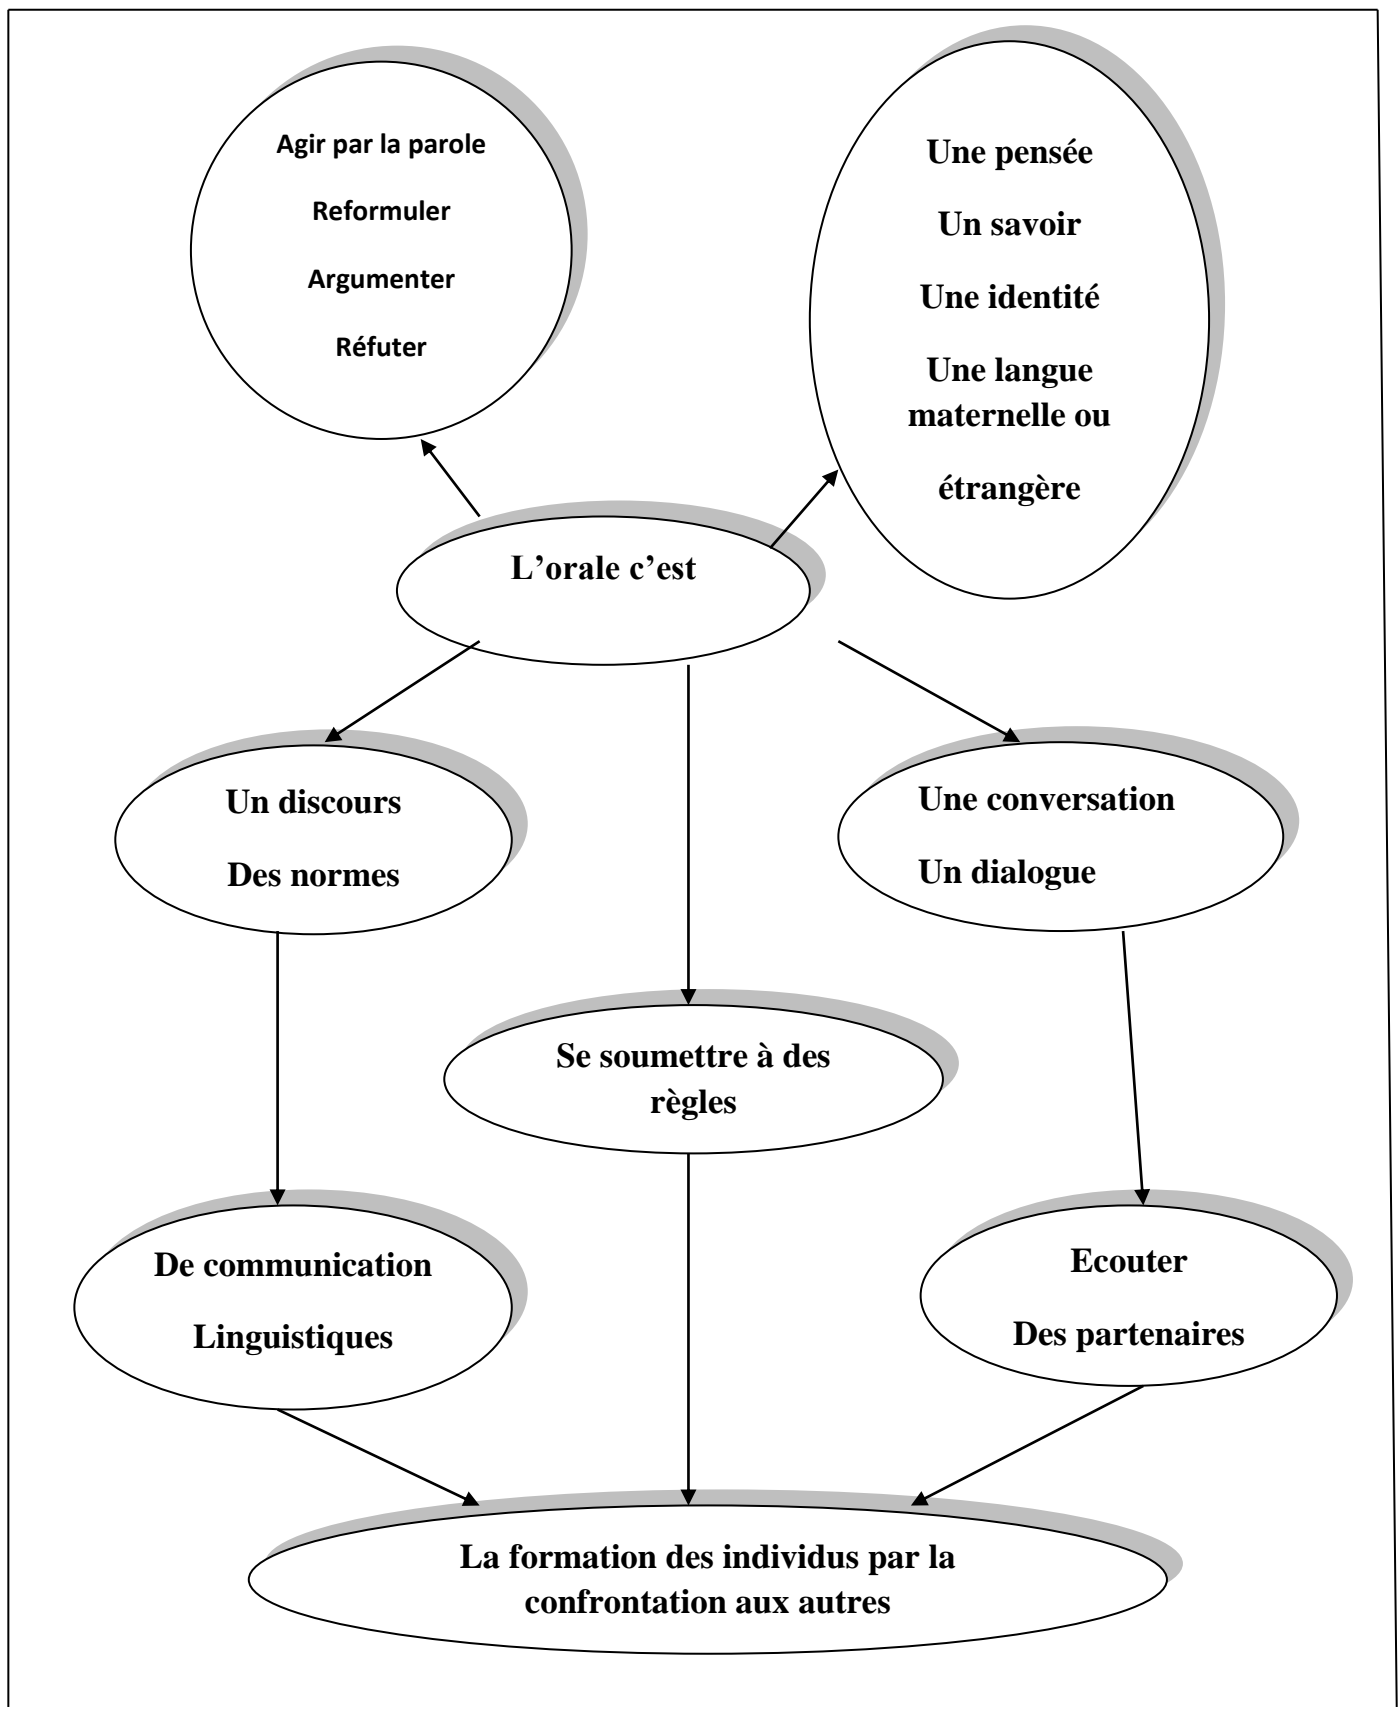 Agir par la parole
Reformuler
Argumenter
Réfuter
Une pensée
Un savoir
Une identité
Une langue
maternelle ou
étrangère
L’orale c’est
Un discours
Des normes
Une conversation
Un dialogue
Se soumettre à des
règles
De communication
Linguistiques
Ecouter
Des partenaires
La formation des individus par la
confrontation aux autres